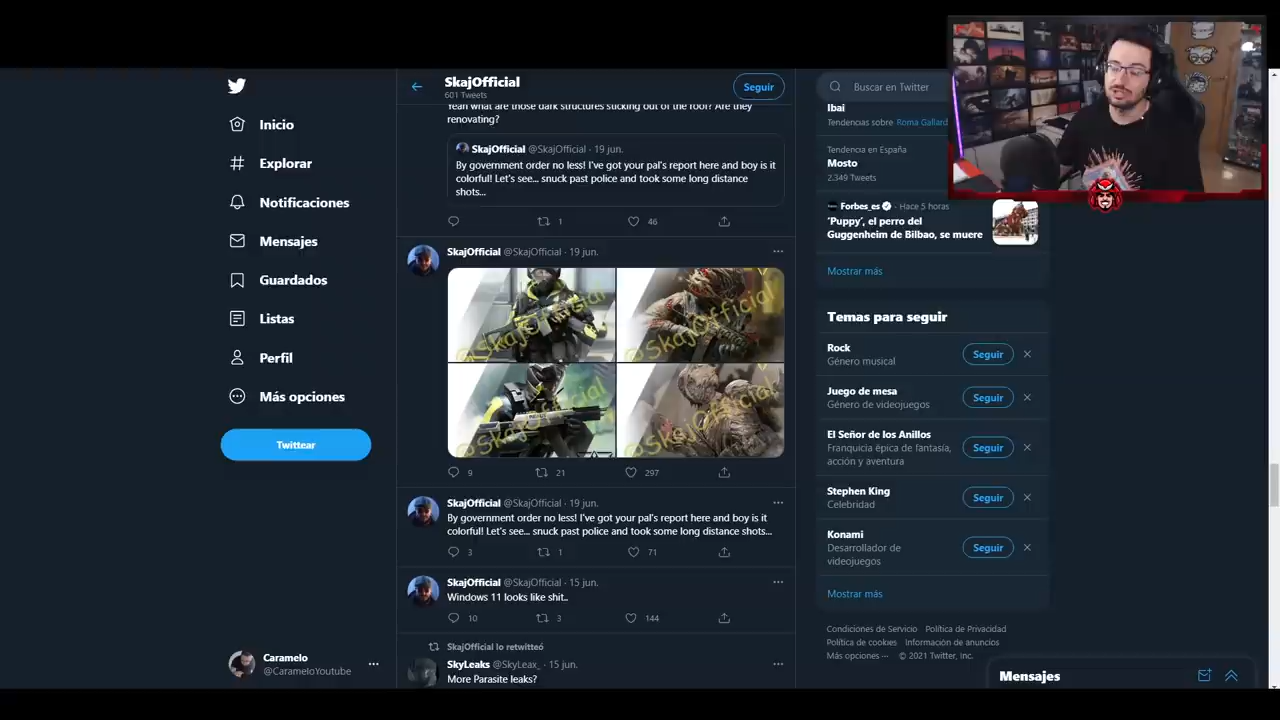 Inicio
Explorar
Notificaciones
Mensajes
Guardados
Listas
Perfil
Más opciones
Twittear
Caramelo
@CarameloYoutube
SkajOfficial
601 Tweets
Seguir
Yeah what are those dark structures sticking out of the roof? Are they
renovating?
SkajOfficial @SkajOfficial · 19 jun.
By government order no less! I've got your pal's report here and boy is it
colorful! Let's see... snuck past police and took some long distance
shots...
1 46
SkajOfficial @SkajOfficial · 19 jun.
@SkajOfficial
@SkajOfficial
@SkajOfficial
@SkajOfficial
9 21 297
SkajOfficial @SkajOfficial · 19 jun.
By government order no less! I've got your pal's report here and boy is it
colorful! Let's see... snuck past police and took some long distance shots...
3 1 71
SkajOfficial @SkajOfficial · 15 jun.
Windows 11 looks like shit..
10 3 144
SkajOfficial lo retwitteó
SkyLeaks @SkyLeax_ · 15 jun.
More Parasite leaks?
Buscar en Twitter
Ibai
Tendencias sobre Roma Gallard
Tendencia en España
Mosto
2.349 Tweets
Forbes_es · Hace 5 horas
'Puppy', el perro del
Guggenheim de Bilbao, se muere
Mostrar más
Temas para seguir
Rock
Género musical
Seguir
Juego de mesa
Género de videojuegos
Seguir
El Señor de los Anillos
Franquicia épica de fantasía,
acción y aventura
Seguir
Stephen King
Celebridad
Seguir
Konami
Desarrollador de
videojuegos
Seguir
Mostrar más
Condiciones de Servicio Política de Privacidad
Política de cookies Información de anuncios
Más opciones ··· © 2021 Twitter, Inc.
Mensajes